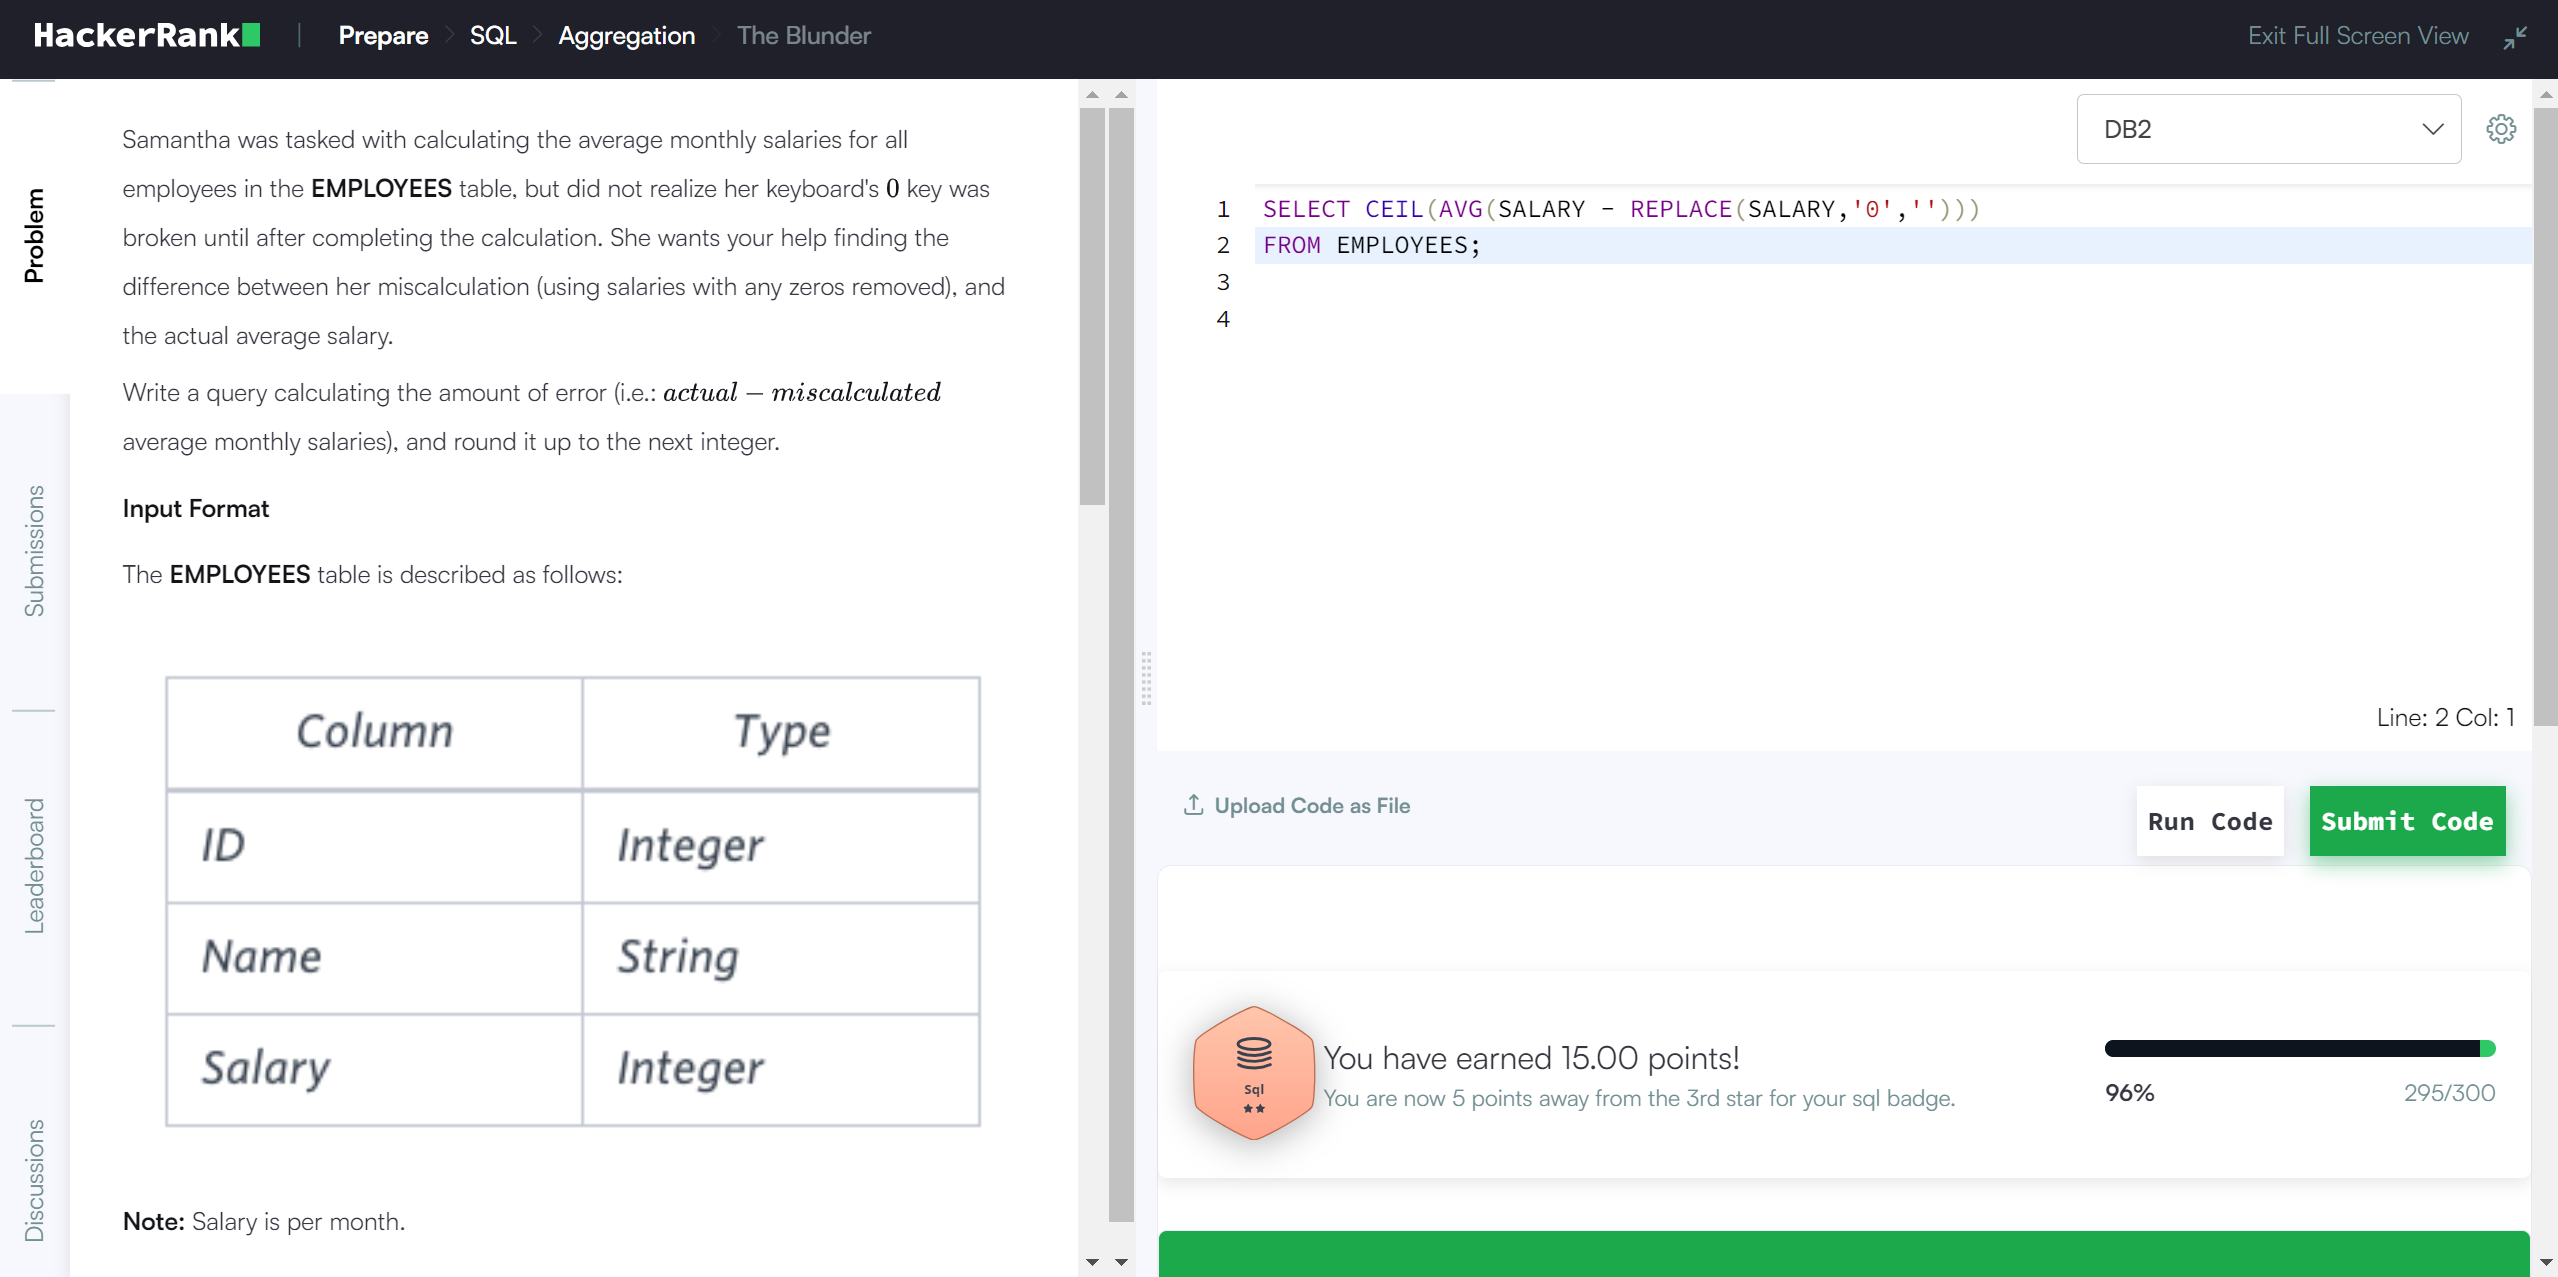 HackerRank | Prepare > SQL > Aggregation > The Blunder
Exit Full Screen View
Problem
Submissions
Leaderboard
Discussions
Samantha was tasked with calculating the average monthly salaries for all
employees in the EMPLOYEES table, but did not realize her keyboard's 0 key was
broken until after completing the calculation. She wants your help finding the
difference between her miscalculation (using salaries with any zeros removed), and
the actual average salary.
Write a query calculating the amount of error (i.e.: actual − miscalculated
average monthly salaries), and round it up to the next integer.
Input Format
The EMPLOYEES table is described as follows:
Column Type
ID Integer
Name String
Salary Integer
Note: Salary is per month.
DB2
1 SELECT CEIL(AVG(SALARY - REPLACE(SALARY,'0','')))
2 FROM EMPLOYEES;
3
4
Line: 2 Col: 1
Upload Code as File
Run Code
Submit Code
Sql
You have earned 15.00 points!
You are now 5 points away from the 3rd star for your sql badge.
96%
295/300